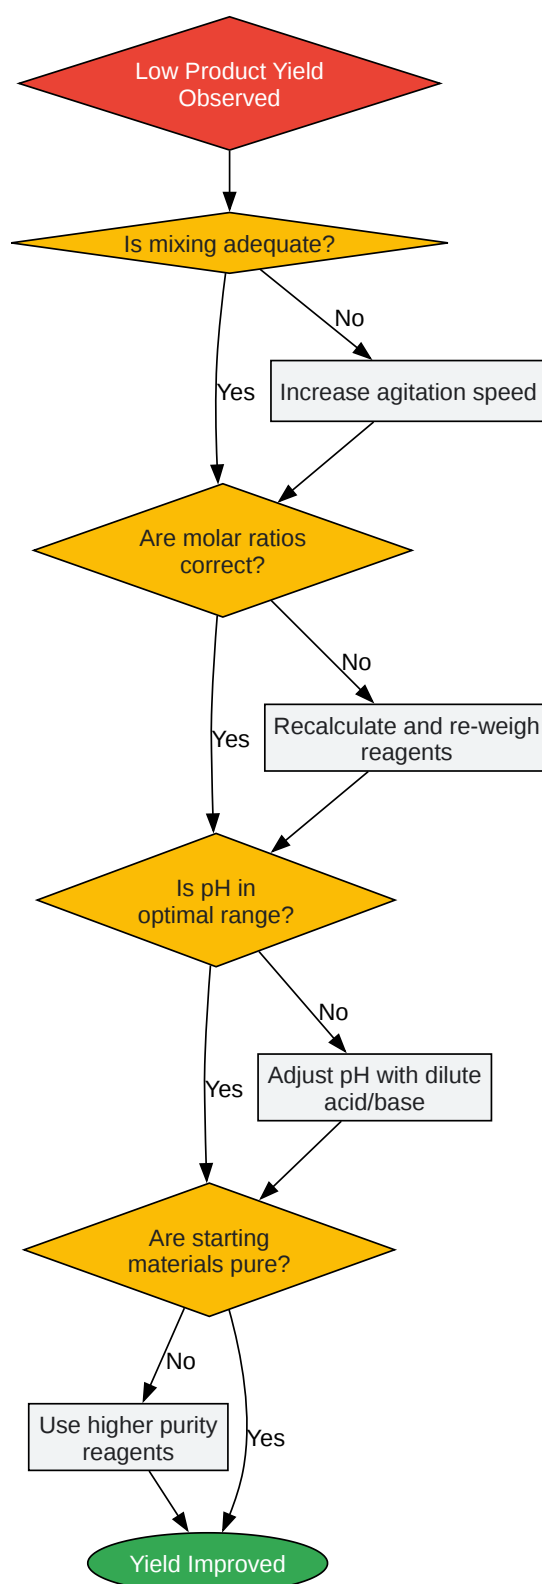 Low Product Yield
Observed
Is mixing adequate?
No
Yes
Increase agitation speed
Are molar ratios
correct?
No
Yes
Recalculate and re-weigh
reagents
Is pH in
optimal range?
No
Yes
Adjust pH with dilute
acid/base
Are starting
materials pure?
No
Yes
Use higher purity
reagents
Yield Improved